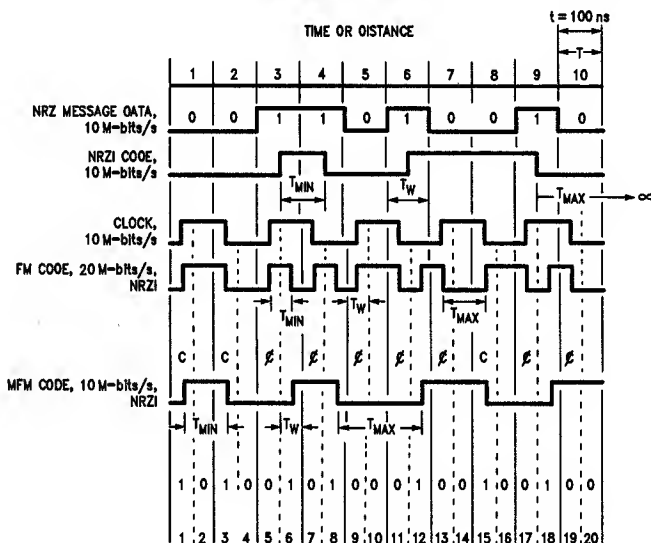 t = 100 ns
TIME OR OISTANCE
T
1 2 3 4 5 6 7 8 9 10
NRZ MESSAGE OATA,
10 M-bits/s
0 0 1 1 0 1 0 0 1 0
NRZI COOE,
10 M-bits/s
TMIN TW TMAX ∞
CLOCK,
10 M-bits/s
FM CODE, 20 M-bits/s,
NRZI
TMIN TW TMAX
C C ₵ ₵ ₵ ₵ ₵ C ₵ ₵
MFM CODE, 10 M-bits/s,
NRZI
TMIN TW TMAX
1 0 1 0 0 1 0 1 0 0 0 1 0 0 1 0 0 1 0 0
1 2 3 4 5 6 7 8 9 10 11 12 13 14 15 16 17 18 19 20